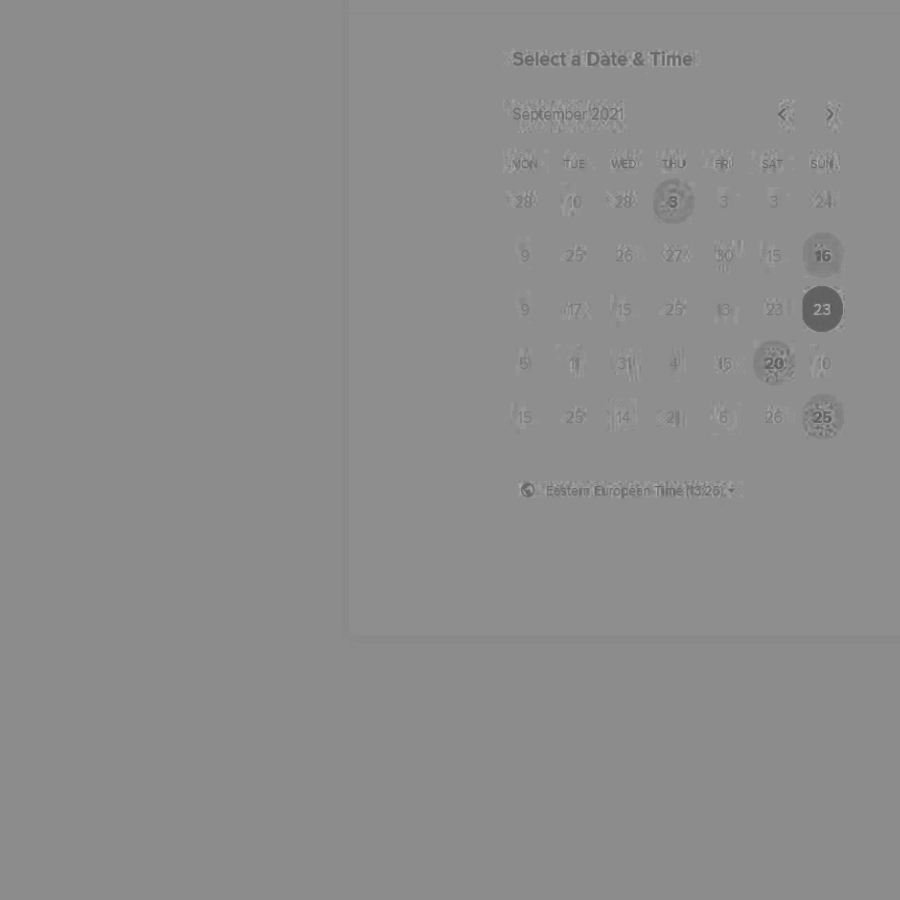 Select a Date & Time
September 2021
MON TUE WED THU FRI SAT SUN
28 10 28 3 3 3 24
9 25 26 27 30 15 16
9 17 15 25 13 23 23
5 11 31 4 15 20 10
15 25 14 21 6 26 25
Eastern European Time (13:26)